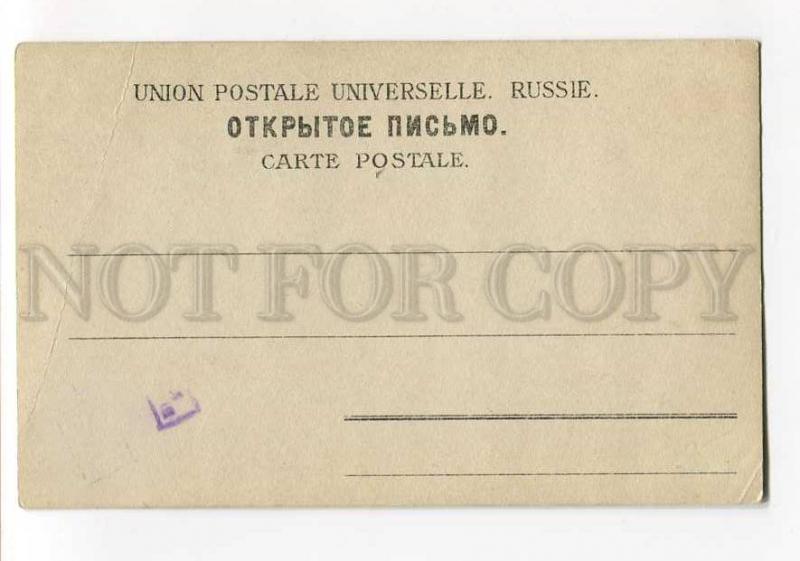 UNION POSTALE UNIVERSELLE. RUSSIE.
ОТКРЫТОЕ ПИСЬМО.
CARTE POSTALE.
NOT FOR COPY